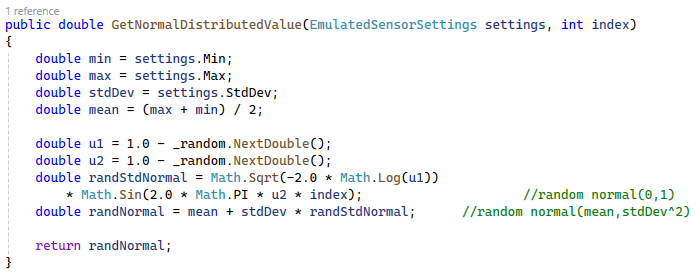 1 reference
public double GetNormalDistributedValue(EmulatedSensorSettings settings, int index)
{
    double min = settings.Min;
    double max = settings.Max;
    double stdDev = settings.StdDev;
    double mean = (max + min) / 2;

    double u1 = 1.0 - _random.NextDouble();
    double u2 = 1.0 - _random.NextDouble();
    double randStdNormal = Math.Sqrt(-2.0 * Math.Log(u1))
        * Math.Sin(2.0 * Math.PI * u2 * index);                    //random normal(0,1)
    double randNormal = mean + stdDev * randStdNormal;      //random normal(mean,stdDev^2)

    return randNormal;
}